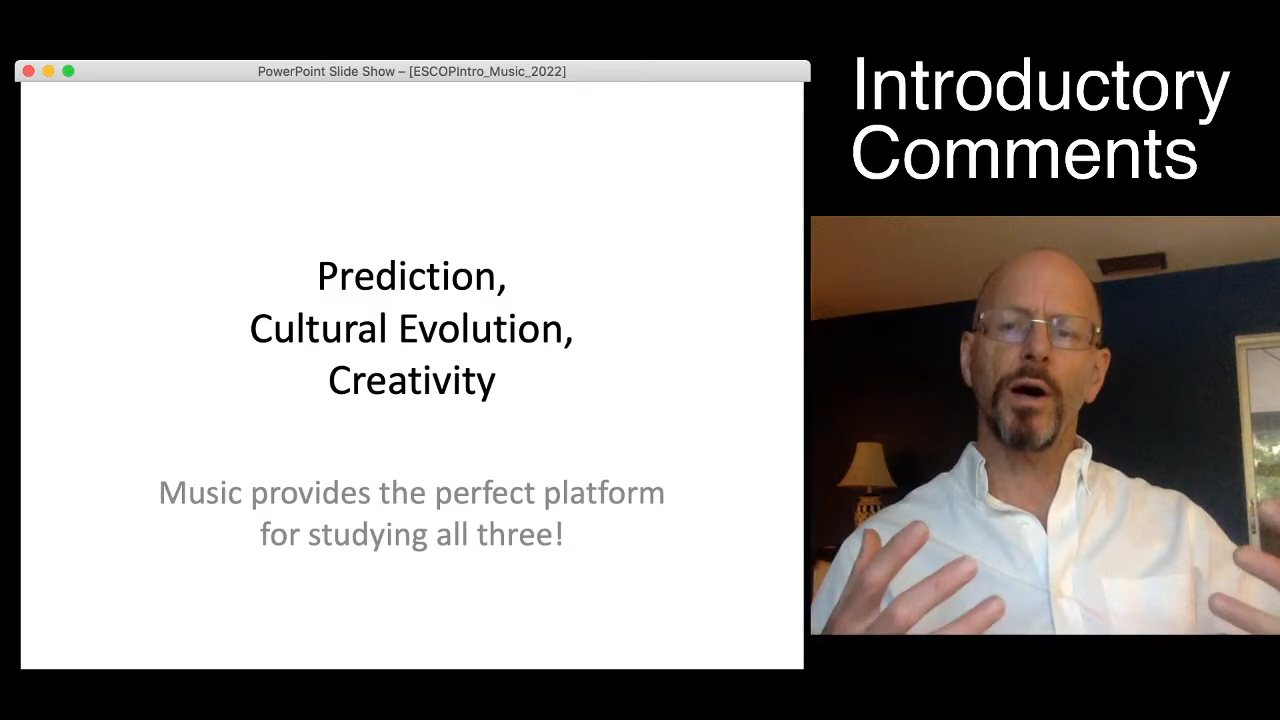 PowerPoint Slide Show – [ESCOPIntro_Music_2022]
Introductory
Comments
Prediction,
Cultural Evolution,
Creativity
Music provides the perfect platform
for studying all three!